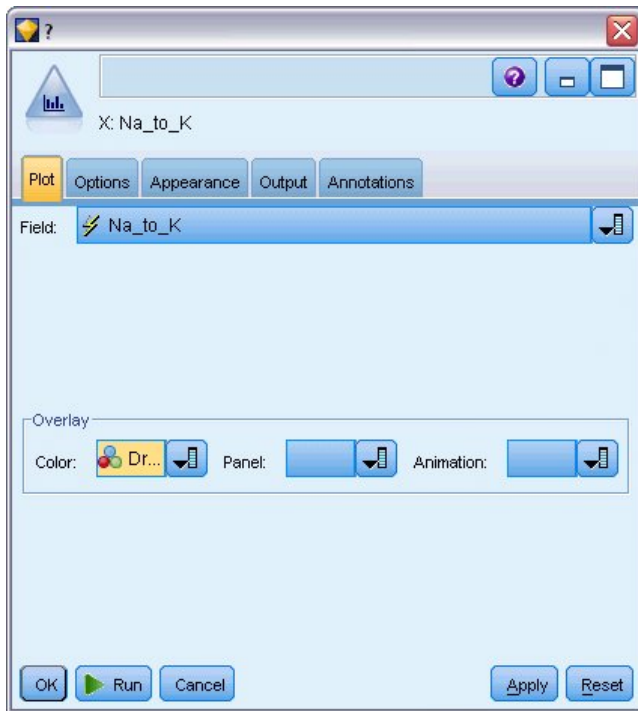 ?
X: Na_to_K
Plot Options Appearance Output Annotations
Field: Na_to_K
Overlay
Color: Dr... Panel: Animation:
OK Run Cancel Apply Reset